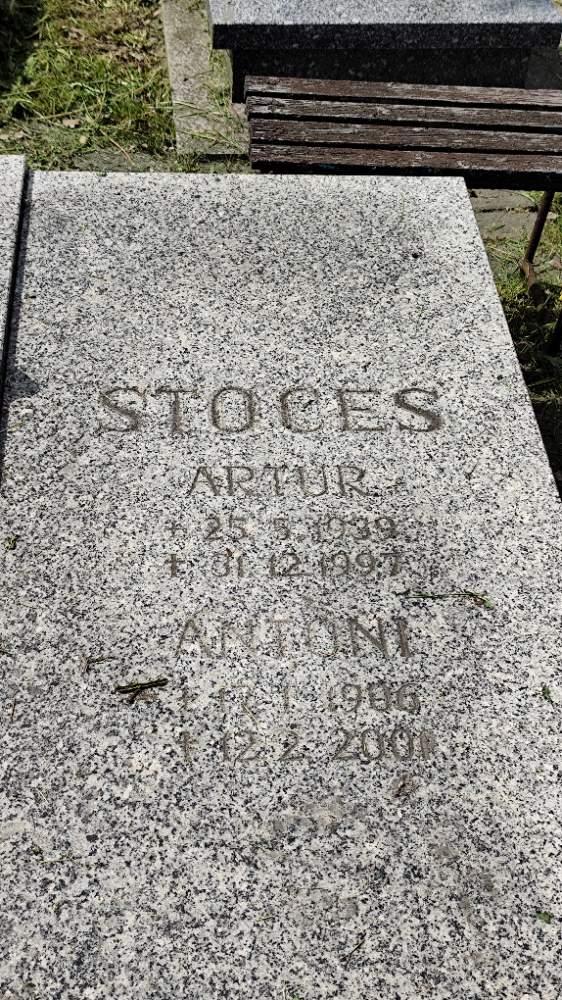 STOCES
ARTUR
+ 25. 5. 1939
+ 31. 12. 1997
ANTONI
+ 12. 2. 2001